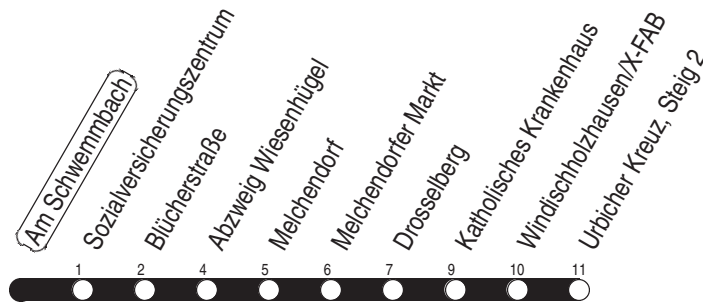 Am Schwemmbach
Sozialversicherungszentrum
Blücherstraße
Abzweig Wiesenhügel
Melchendorf
Melchendorfer Markt
Drosselberg
Katholisches Krankenhaus
Windischholzhausen/X-FAB
Urbicher Kreuz, Steig 2
1 2 4 5 6 7 9 10 11